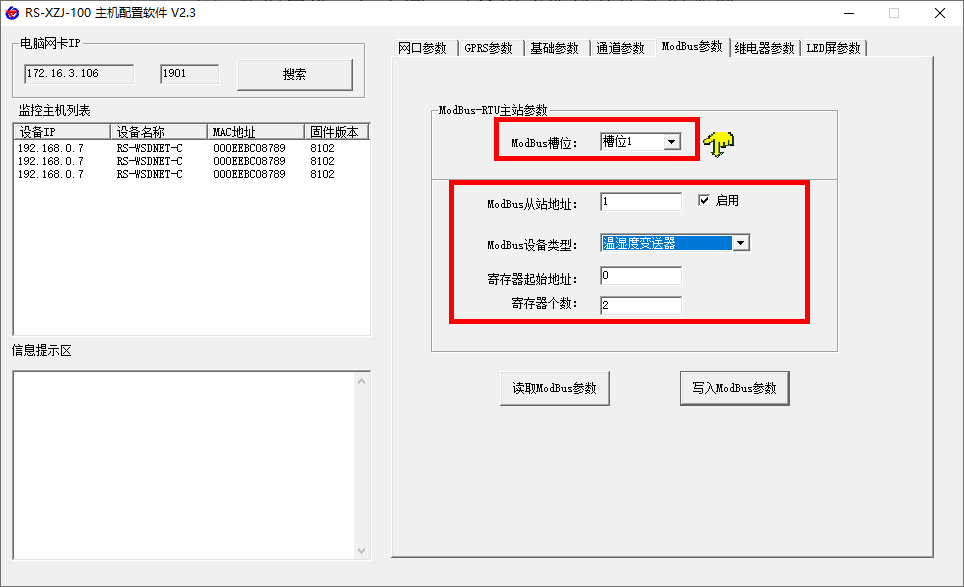 RS-XZJ-100 主机配置软件 V2.3
电脑网卡IP
172.16.3.106 1901 搜索
监控主机列表
设备IP 设备名称 MAC地址 固件版本
192.168.0.7 RS-WSDNET-C 000EEBC08789 8102
192.168.0.7 RS-WSDNET-C 000EEBC08789 8102
192.168.0.7 RS-WSDNET-C 000EEBC08789 8102
信息提示区
网口参数 GPRS参数 基础参数 通道参数 ModBus参数 继电器参数 LED屏参数
ModBus-RTU主站参数
ModBus槽位: 槽位1
ModBus从站地址: 1 启用
ModBus设备类型: 温湿度变送器
寄存器起始地址: 0
寄存器个数: 2
读取ModBus参数 写入ModBus参数